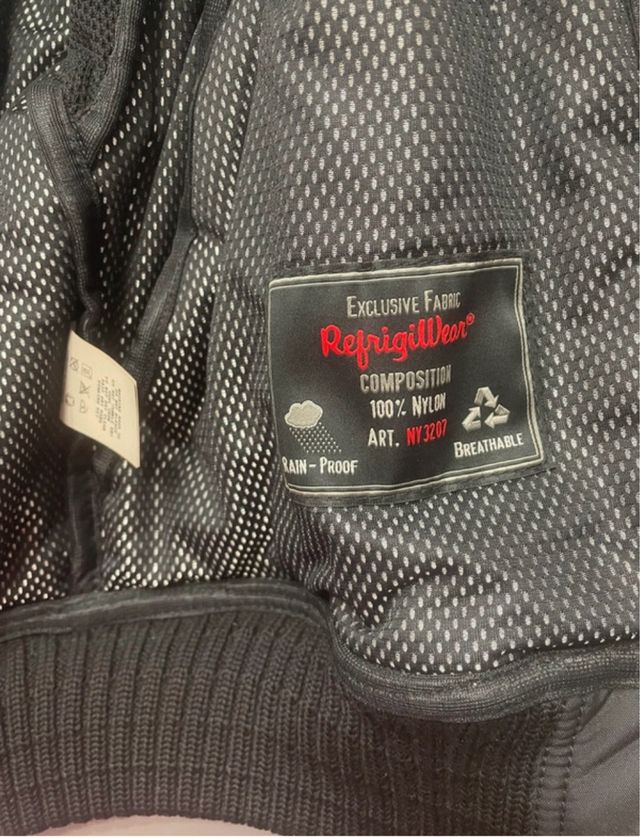 EXCLUSIVE FABRIC
RefrigiWear®
COMPOSITION
100% NYLON
ART. NY3207
RAIN-PROOF
BREATHABLE